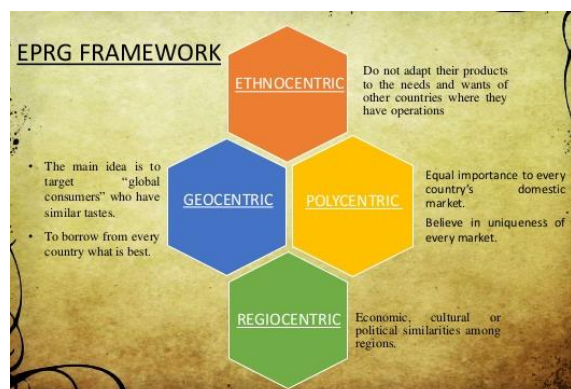 EPRG FRAMEWORK
ETHNOCENTRIC
Do not adapt their products
to the needs and wants of
other countries where they
have operations
• The main idea is to
target “global
consumers” who have
similar tastes.
• To borrow from every
country what is best.
GEOCENTRIC
POLYCENTRIC
Equal importance to every
country’s domestic
market.
Believe in uniqueness of
every market.
REGIOCENTRIC
Economic, cultural or
political similarities among
regions.